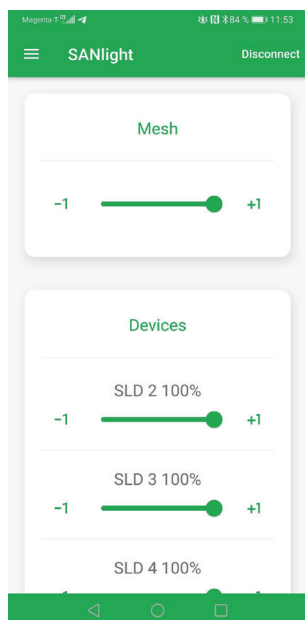 Magenta-T- 84 % 11:53
SANlight Disconnect
Mesh
−1 +1
Devices
SLD 2 100%
−1 +1
SLD 3 100%
−1 +1
SLD 4 100%